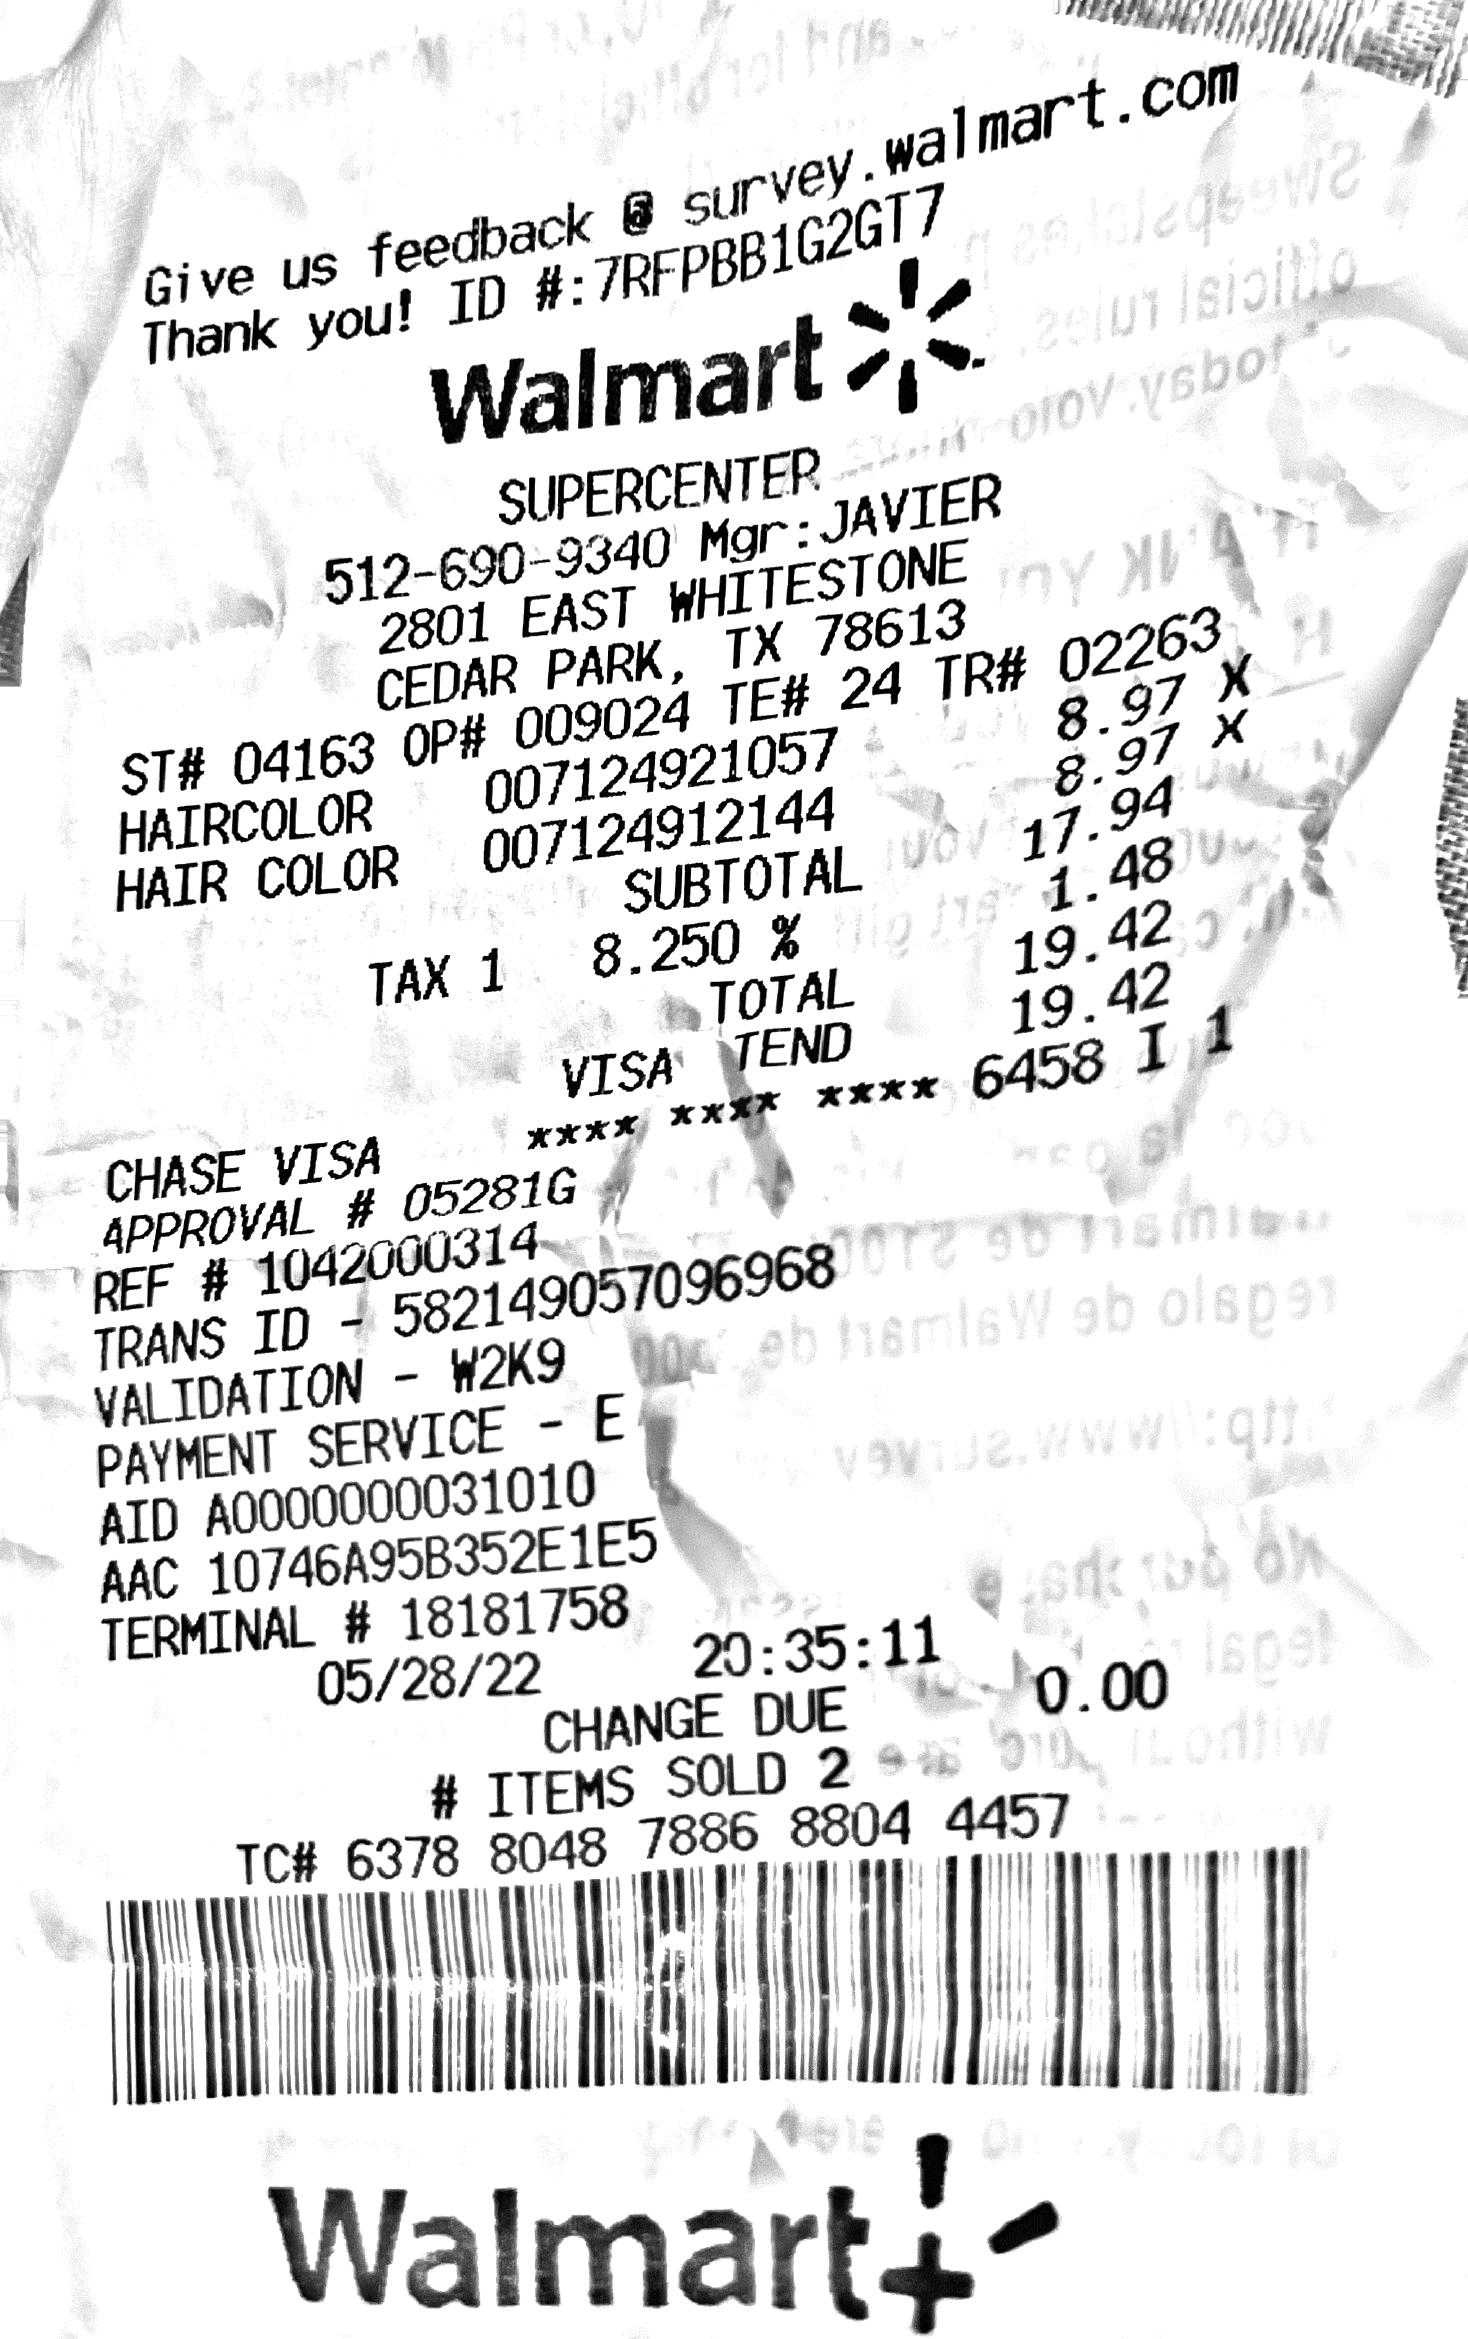 Give us feedback @ survey.walmart.com
Thank you! ID #:7RFPBB1G2GT7
Walmart
SUPERCENTER
512-690-9340 Mgr:JAVIER
2801 EAST WHITESTONE
CEDAR PARK, TX 78613
ST# 04163 OP# 009024 TE# 24 TR# 02263
HAIRCOLOR 007124921057 8.97 X
HAIR COLOR 007124912144 8.97 X
SUBTOTAL 17.94
TAX 1 8.250 % 1.48
TOTAL 19.42
VISA TEND 19.42
CHASE VISA **** **** **** 6458 I 1
APPROVAL # 05281G
REF # 1042000314
TRANS ID - 582149057096968
VALIDATION - W2K9
PAYMENT SERVICE - E
AID A0000000031010
AAC 10746A95B352E1E5
TERMINAL # 18181758
05/28/22 20:35:11
CHANGE DUE 0.00
# ITEMS SOLD 2
TC# 6378 8048 7886 8804 4457
Walmart+